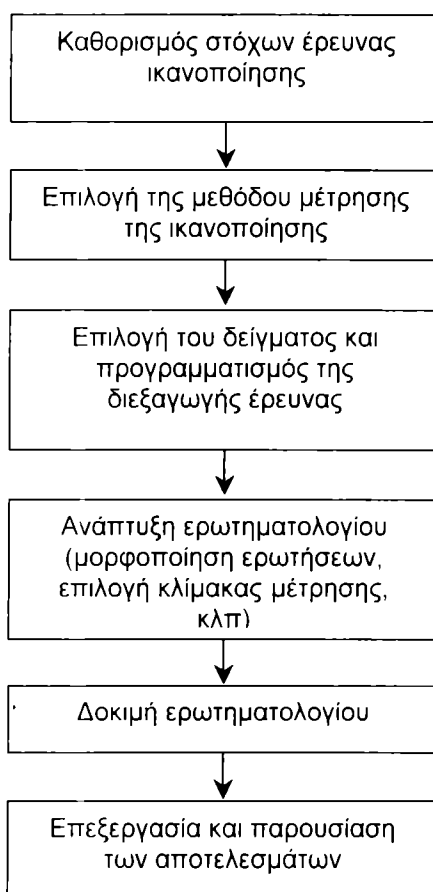 Καθορισμός στόχων έρευνας
ικανοποίησης
Επιλογή της μεθόδου μέτρησης
της ικανοποίησης
Επιλογή του δείγματος και
προγραμματισμός της
διεξαγωγής έρευνας
Ανάπτυξη ερωτηματολογίου
(μορφοποίηση ερωτήσεων,
επιλογή κλίμακας μέτρησης,
κλπ)
Δοκιμή ερωτηματολογίου
Επεξεργασία και παρουσίαση
των αποτελεσμάτων